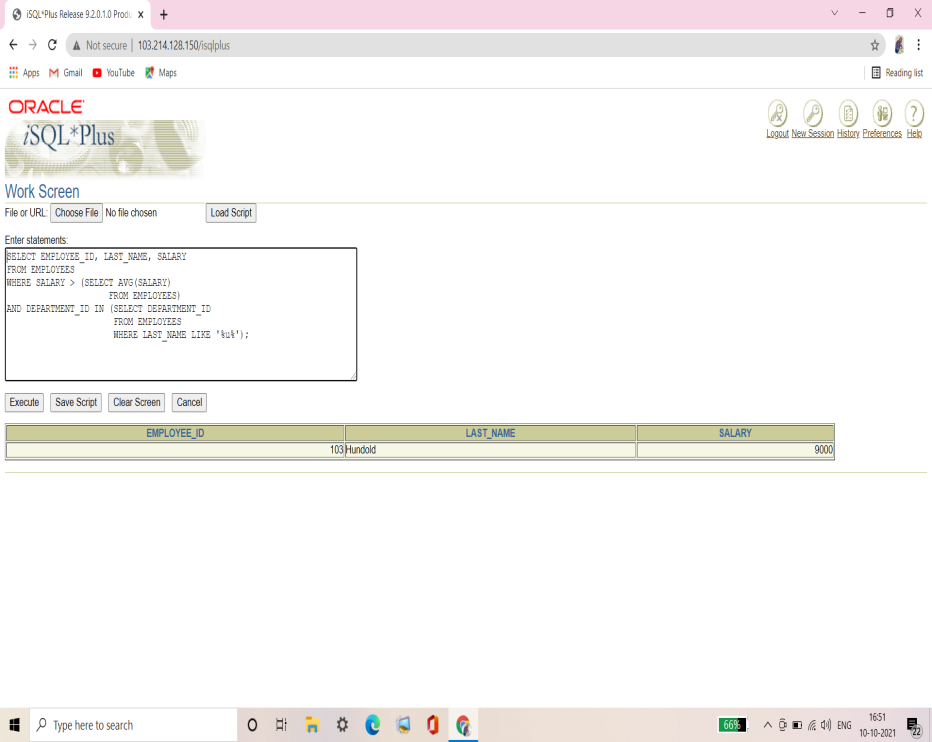 iSQL*Plus Release 9.2.0.1.0 Produ
Not secure | 103.214.128.150/isqlplus
Apps Gmail YouTube Maps Reading list
ORACLE
iSQL*Plus
Logout New Session History Preferences Help
Work Screen
File or URL: Choose File No file chosen Load Script
Enter statements:
SELECT EMPLOYEE_ID, LAST_NAME, SALARY
FROM EMPLOYEES
WHERE SALARY > (SELECT AVG(SALARY)
FROM EMPLOYEES)
AND DEPARTMENT_ID IN (SELECT DEPARTMENT_ID
FROM EMPLOYEES
WHERE LAST_NAME LIKE '%u%');
Execute Save Script Clear Screen Cancel
EMPLOYEE_ID LAST_NAME SALARY
103 Hundold 9000
Type here to search 66% ENG 16:51
10-10-2021 22